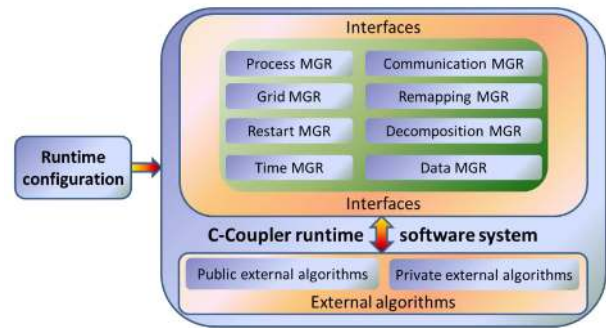 Interfaces
Process MGR Communication MGR
Grid MGR Remapping MGR
Restart MGR Decomposition MGR
Time MGR Data MGR
Interfaces
Runtime
configuration
C-Coupler runtime software system
Public external algorithms Private external algorithms
External algorithms